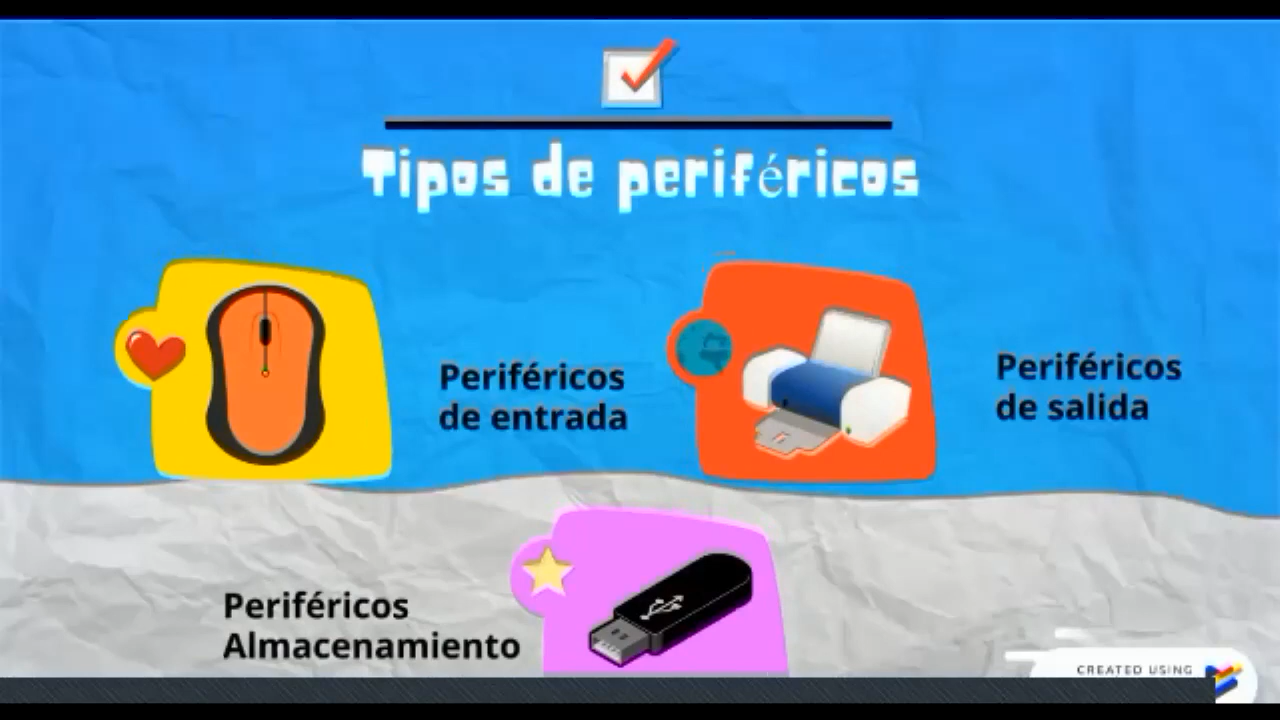 Tipos de periféricos
Periféricos
de entrada
Periféricos
de salida
Periféricos
Almacenamiento
CREATED USING